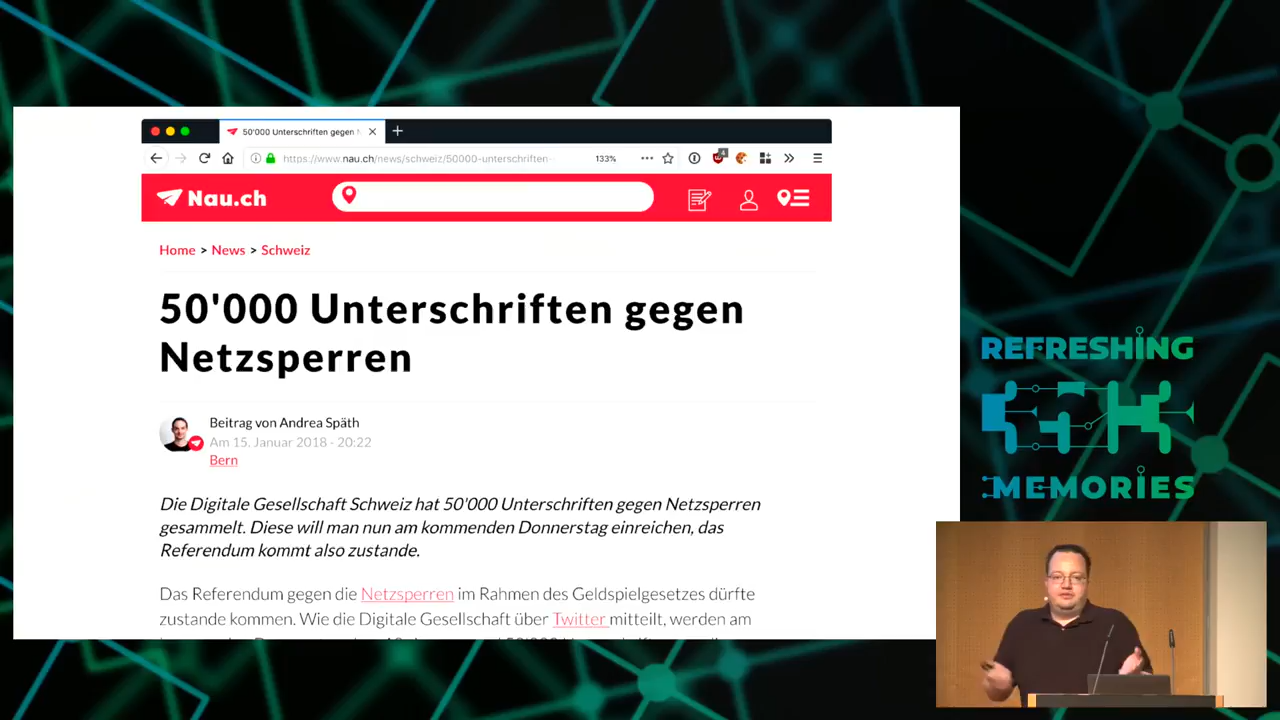 50'000 Unterschriften gegen N
https://www.nau.ch/news/schweiz/50000-unterschriften-
133%
4
Nau.ch
Home > News > Schweiz
50'000 Unterschriften gegen
Netzsperren
Beitrag von Andrea Späth
Am 15. Januar 2018 - 20:22
Bern
Die Digitale Gesellschaft Schweiz hat 50'000 Unterschriften gegen Netzsperren
gesammelt. Diese will man nun am kommenden Donnerstag einreichen, das
Referendum kommt also zustande.
Das Referendum gegen die Netzsperren im Rahmen des Geldspielgesetzes dürfte
zustande kommen. Wie die Digitale Gesellschaft über Twitter mitteilt, werden am
REFRESHING
MEMORIES